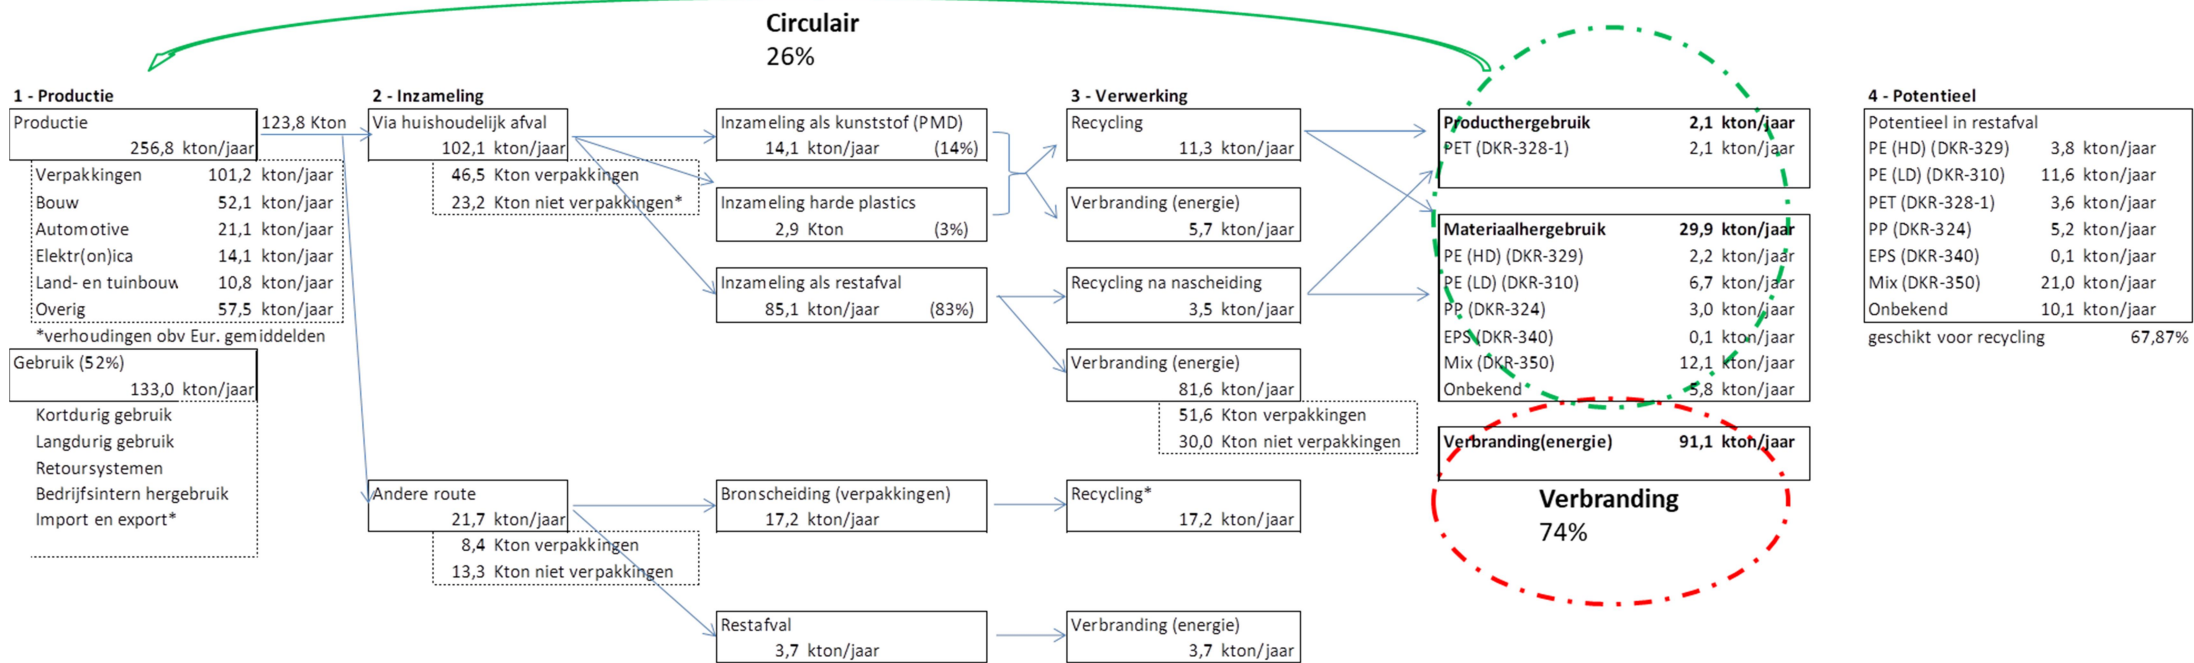 Circulair
26%
1 - Productie
Productie
256,8 kton/jaar
Verpakkingen 101,2 kton/jaar
Bouw 52,1 kton/jaar
Automotive 21,1 kton/jaar
Elektr(on)ica 14,1 kton/jaar
Land- en tuinbouw 10,8 kton/jaar
Overig 57,5 kton/jaar
*verhoudingen obv Eur. gemiddelden
Gebruik (52%)
133,0 kton/jaar
Kortdurig gebruik
Langdurig gebruik
Retoursystemen
Bedrijfsintern hergebruik
Import en export*
123,8 Kton
2 - Inzameling
Via huishoudelijk afval
102,1 kton/jaar
46,5 Kton verpakkingen
23,2 Kton niet verpakkingen*
Andere route
21,7 kton/jaar
8,4 Kton verpakkingen
13,3 Kton niet verpakkingen
Inzameling als kunststof (PMD)
14,1 kton/jaar (14%)
Inzameling harde plastics
2,9 Kton (3%)
Inzameling als restafval
85,1 kton/jaar (83%)
Bronscheiding (verpakkingen)
17,2 kton/jaar
Restafval
3,7 kton/jaar
3 - Verwerking
Recycling
11,3 kton/jaar
Verbranding (energie)
5,7 kton/jaar
Recycling na nascheiding
3,5 kton/jaar
Verbranding (energie)
81,6 kton/jaar
51,6 Kton verpakkingen
30,0 Kton niet verpakkingen
Recycling*
17,2 kton/jaar
Verbranding (energie)
3,7 kton/jaar
Producthergebruik 2,1 kton/jaar
PET (DKR-328-1) 2,1 kton/jaar
Materiaalhergebruik 29,9 kton/jaar
PE (HD) (DKR-329) 2,2 kton/jaar
PE (LD) (DKR-310) 6,7 kton/jaar
PP (DKR-324) 3,0 kton/jaar
EPS (DKR-340) 0,1 kton/jaar
Mix (DKR-350) 12,1 kton/jaar
Onbekend 5,8 kton/jaar
Verbranding(energie) 91,1 kton/jaar
Verbranding
74%
4 - Potentieel
Potentieel in restafval
PE (HD) (DKR-329) 3,8 kton/jaar
PE (LD) (DKR-310) 11,6 kton/jaar
PET (DKR-328-1) 3,6 kton/jaar
PP (DKR-324) 5,2 kton/jaar
EPS (DKR-340) 0,1 kton/jaar
Mix (DKR-350) 21,0 kton/jaar
Onbekend 10,1 kton/jaar
geschikt voor recycling 67,87%